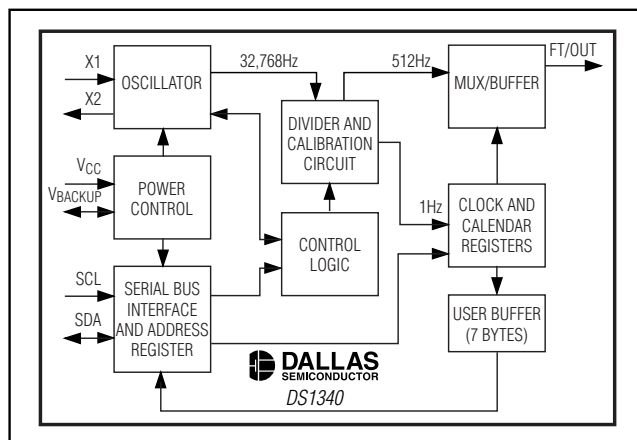 X1
X2
OSCILLATOR
32,768Hz
512Hz
MUX/BUFFER
FT/OUT
DIVIDER AND
CALIBRATION
CIRCUIT
VCC
VBACKUP
POWER
CONTROL
1Hz
CLOCK AND
CALENDAR
REGISTERS
CONTROL
LOGIC
SCL
SDA
SERIAL BUS
INTERFACE
AND ADDRESS
REGISTER
USER BUFFER
(7 BYTES)
DALLAS
SEMICONDUCTOR
DS1340